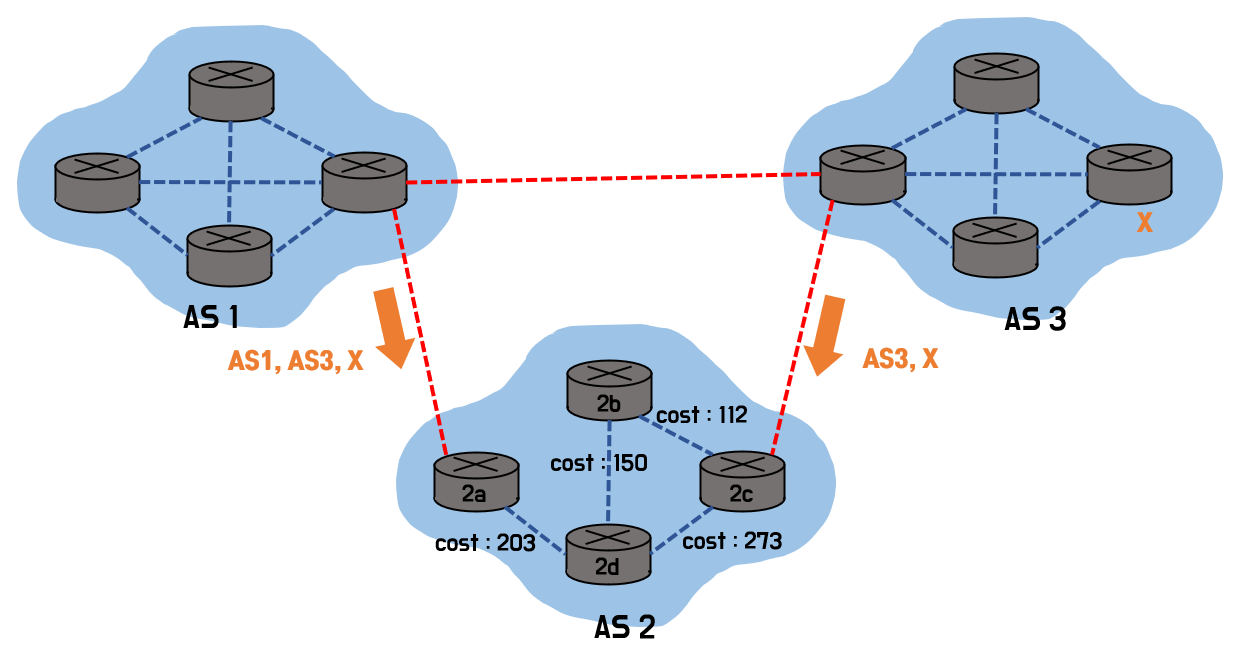 X
AS 1
AS 3
AS1, AS3, X
AS3, X
2b
cost : 112
cost : 150
2a
2c
cost : 203
cost : 273
2d
AS 2